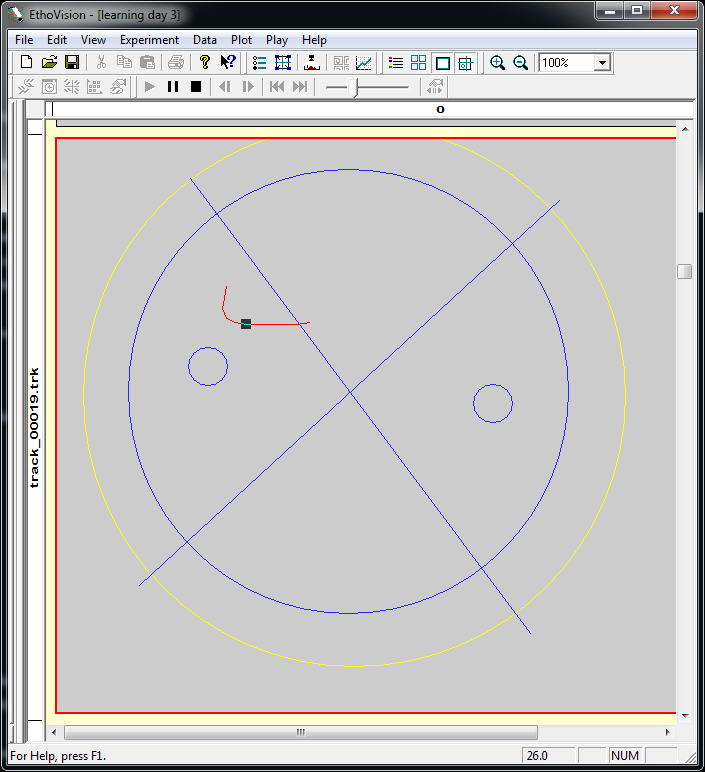 EthoVision - [learning day 3]
File Edit View Experiment Data Plot Play Help
100%
O
track_00019.trk
For Help, press F1.
26.0
NUM